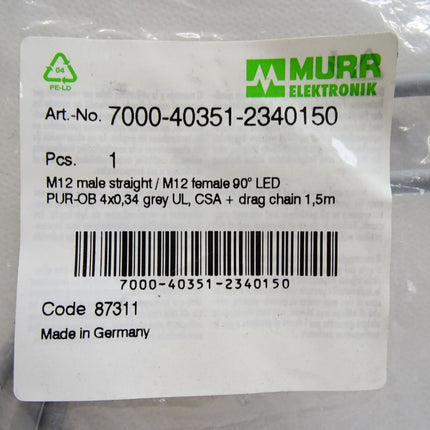 04
PE-LD
MURR
ELEKTRONIK
Art.-No. 7000-40351-2340150
Pcs. 1
M12 male straight / M12 female 90° LED
PUR-OB 4x0,34 grey UL, CSA + drag chain 1,5m
7000-40351-2340150
Code 87311
Made in Germany